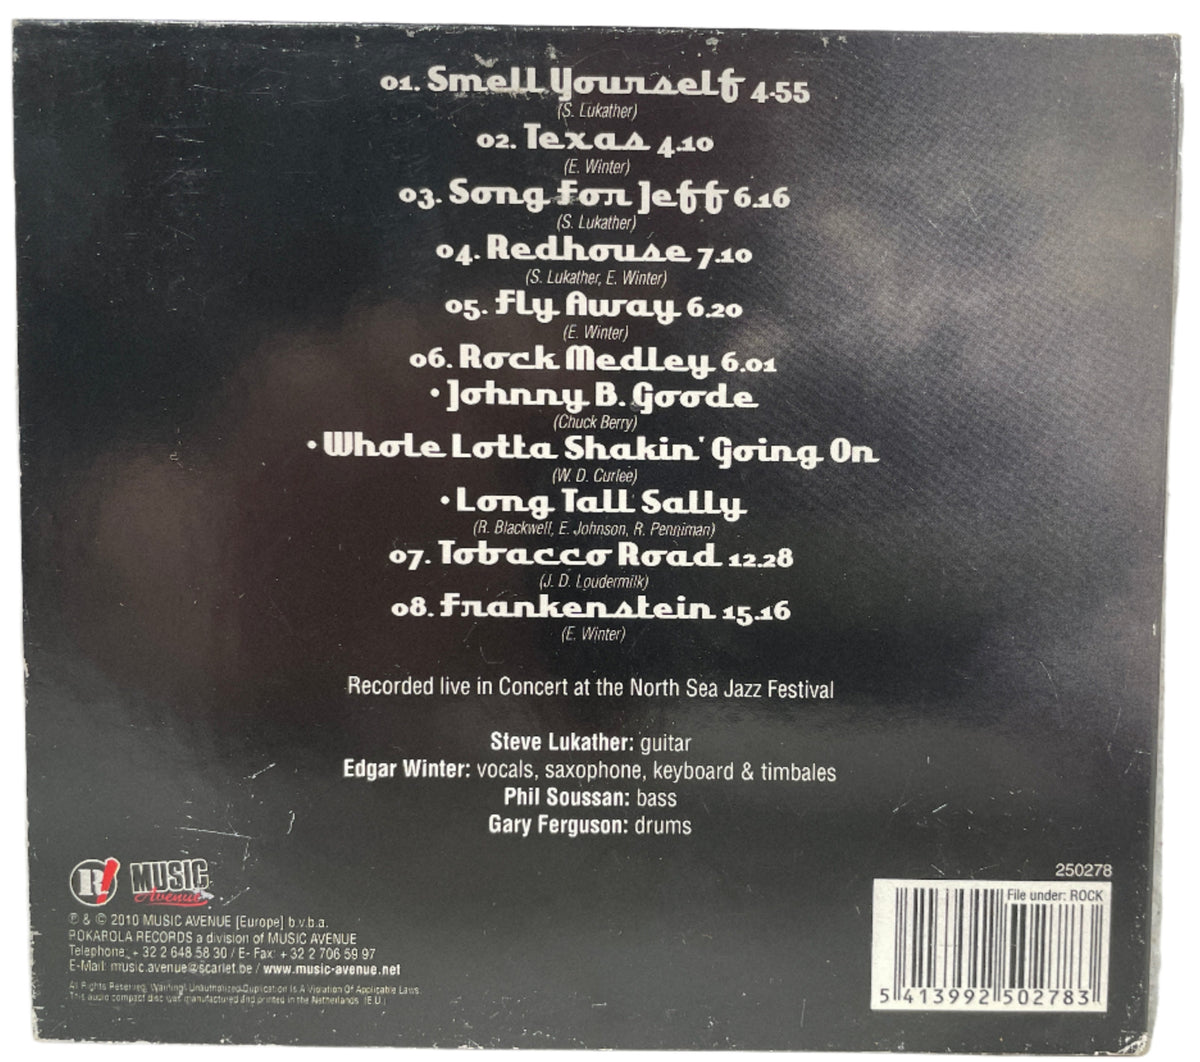 01. Smell Yourself 4.55
(S. Lukather)
02. Texas 4.10
(E. Winter)
03. Song For Jeff 6.16
(S. Lukather)
04. Redhouse 7.10
(S. Lukather, E. Winter)
05. Fly Away 6.20
(E. Winter)
06. Rock Medley 6.01
• Johnny B. Goode
(Chuck Berry)
• Whole Lotta Shakin' Going On
(W. D. Curlee)
• Long Tall Sally
(R. Blackwell, E. Johnson, R. Penniman)
07. Tobacco Road 12.28
(J. D. Loudermilk)
08. Frankenstein 15.16
(E. Winter)
Recorded live in Concert at the North Sea Jazz Festival
Steve Lukather: guitar
Edgar Winter: vocals, saxophone, keyboard & timbales
Phil Soussan: bass
Gary Ferguson: drums
R! MUSIC
Avenue
℗ & © 2010 MUSIC AVENUE [Europe] b.v.b.a.
POKAROLA RECORDS a division of MUSIC AVENUE
Telephone: + 32 2 648 58 30 / E- Fax: + 32 2 706 59 97
E-Mail: music.avenue@scarlet.be / www.music-avenue.net
All Rights Reserved. Warning! Unauthorized Duplication Is A Violation Of Applicable Laws.
This audio compact disc was manufactured and printed in the Netherlands. (E.U.)
250278
File under: ROCK
5 413992 502783